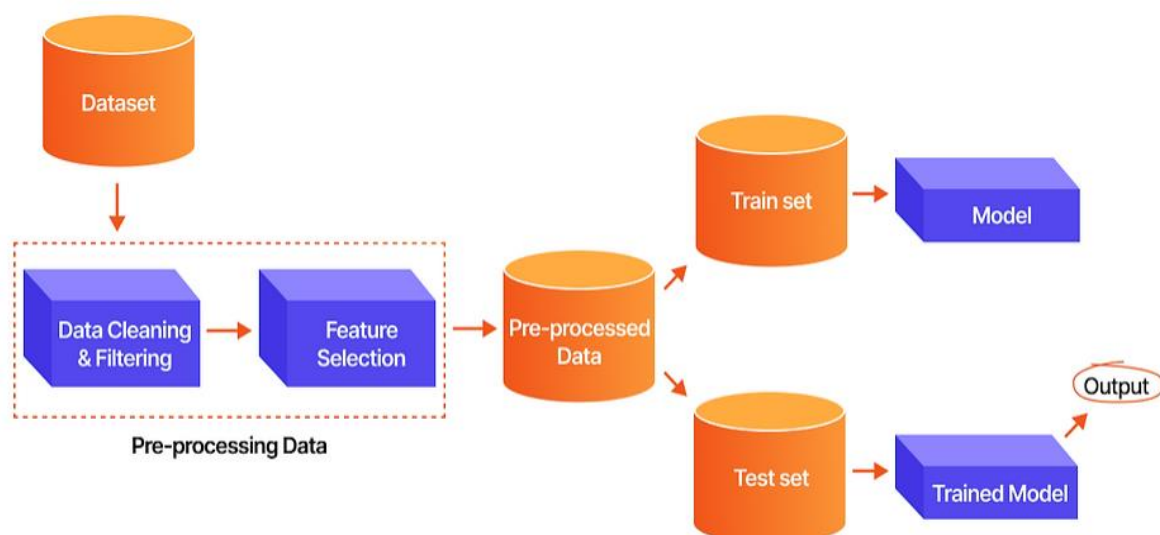 Dataset
Data Cleaning
& Filtering
Feature
Selection
Pre-processing Data
Pre-processed
Data
Train set
Model
Test set
Trained Model
Output